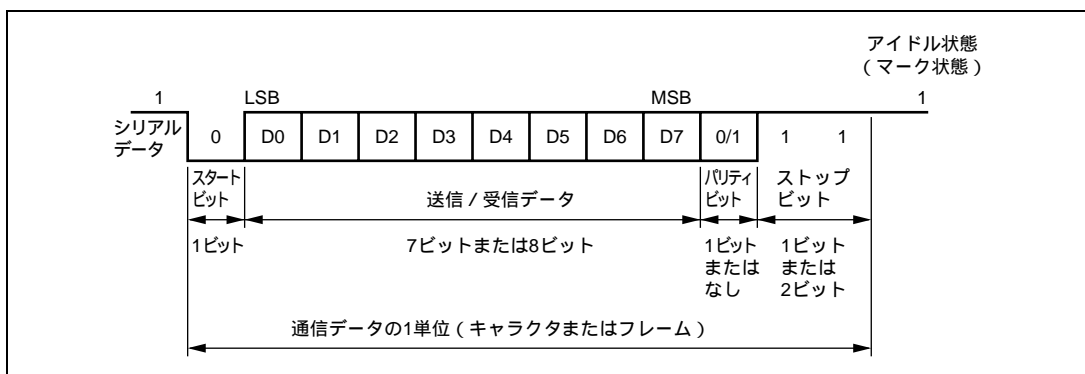 アイドル状態
（マーク状態）
1 LSB MSB 1
シリアル
データ
0 D0 D1 D2 D3 D4 D5 D6 D7 0/1 1 1
スタート
ビット
送信 / 受信データ
パリティ
ビット
ストップ
ビット
1ビット
7ビットまたは8ビット
1ビット
または
なし
1ビット
または
2ビット
通信データの1単位（キャラクタまたはフレーム）